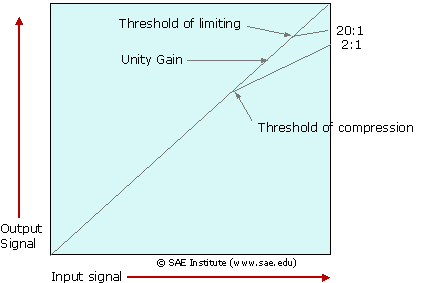 Threshold of limiting
20:1
2:1
Unity Gain
Threshold of compression
Output
Signal
© SAE Institute (www.sae.edu)
Input signal